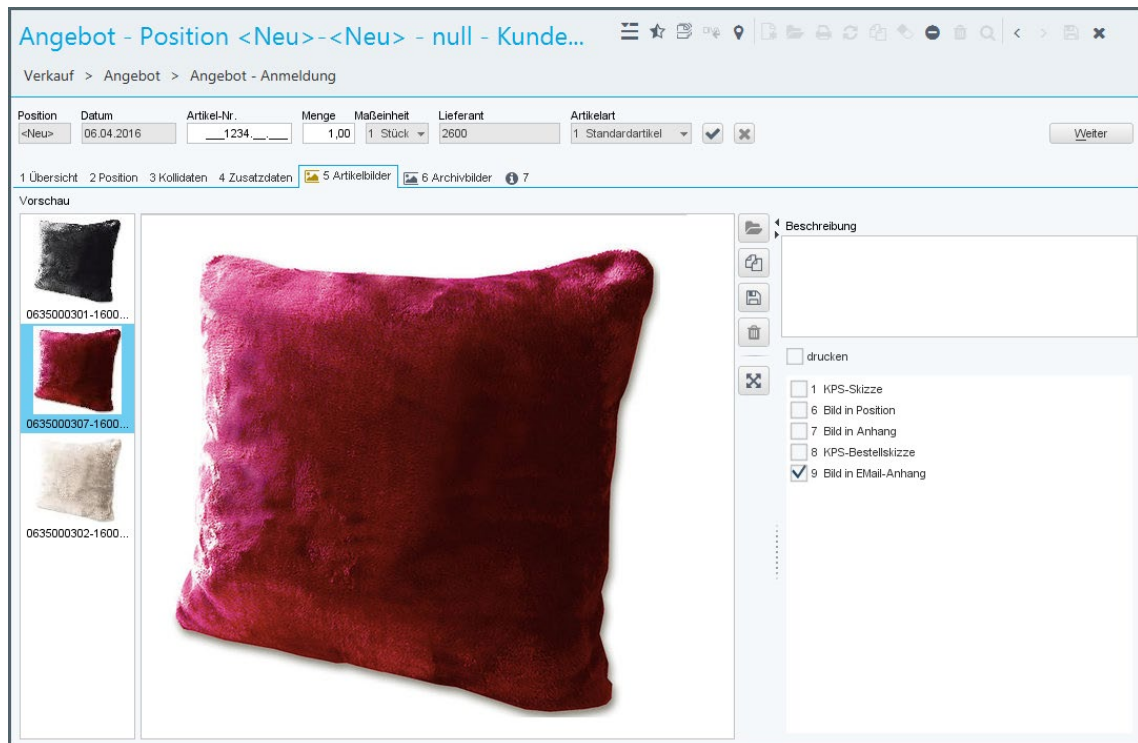 Angebot - Position <Neu>-<Neu> - null - Kunde...
Verkauf > Angebot > Angebot - Anmeldung
Position Datum Artikel-Nr. Menge Maßeinheit Lieferant Artikelart
<Neu> 06.04.2016 ___1234.__.___ 1,00 1 Stück 2600 1 Standardartikel Weiter
1 Übersicht 2 Position 3 Kollidaten 4 Zusatzdaten 5 Artikelbilder 6 Archivbilder 7
Vorschau
Beschreibung
0635000301-1600...
drucken
1 KPS-Skizze
6 Bild in Position
0635000307-1600...
7 Bild in Anhang
8 KPS-Bestellskizze
9 Bild in EMail-Anhang
0635000302-1600...